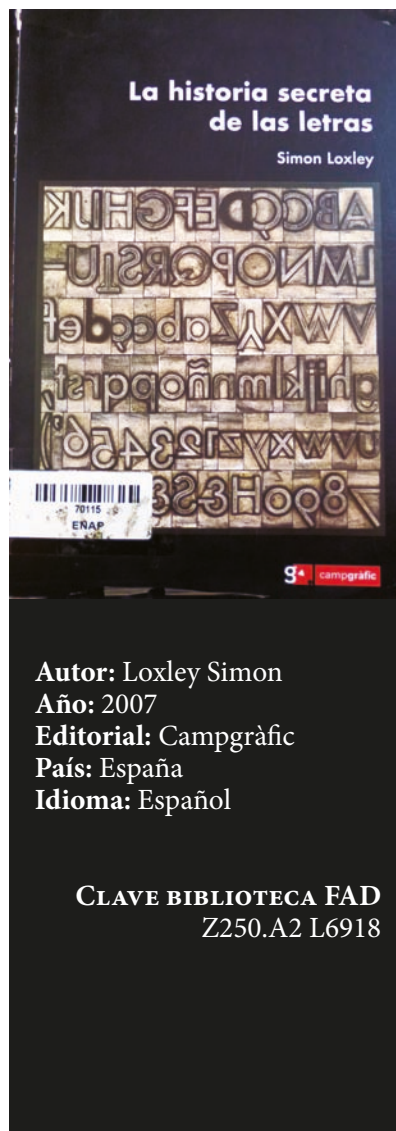 La historia secreta
de las letras
Simon Loxley
70115
ENAP
g
campgràfic
Autor: Loxley Simon
Año: 2007
Editorial: Campgràfic
País: España
Idioma: Español
CLAVE BIBLIOTECA FAD
Z250.A2 L6918